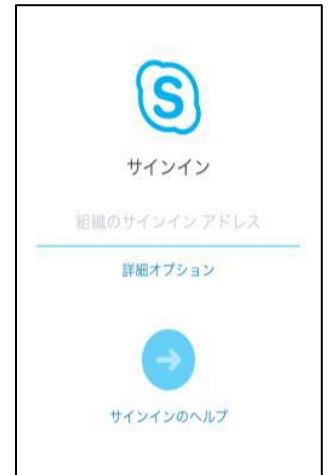 S
サインイン
組織のサインイン アドレス
詳細オプション
サインインのヘルプ